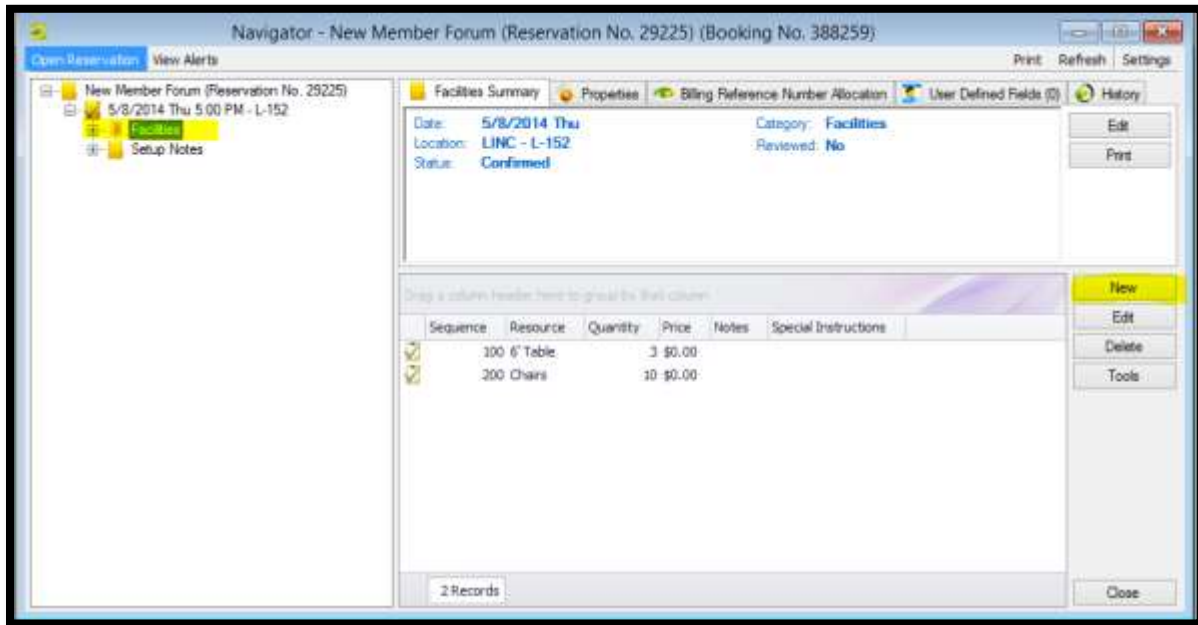 Navigator - New Member Forum (Reservation No. 29225) (Booking No. 388259)
Open Reservation View Alerts Print Refresh Settings
New Member Forum (Reservation No. 29225)
5/8/2014 Thu 5:00 PM - L-152
Facilities
Setup Notes
Facilities Summary Properties Billing Reference Number Allocation User Defined Fields (0) History
Date: 5/8/2014 Thu Category: Facilities
Location: LINC - L-152 Reviewed: No
Status: Confirmed
Edit
Print
Drag a column header here to group by that column
New
Edit
Delete
Tools
Sequence Resource Quantity Price Notes Special Instructions
100 6' Table 3 $0.00
200 Chairs 10 $0.00
2 Records
Close